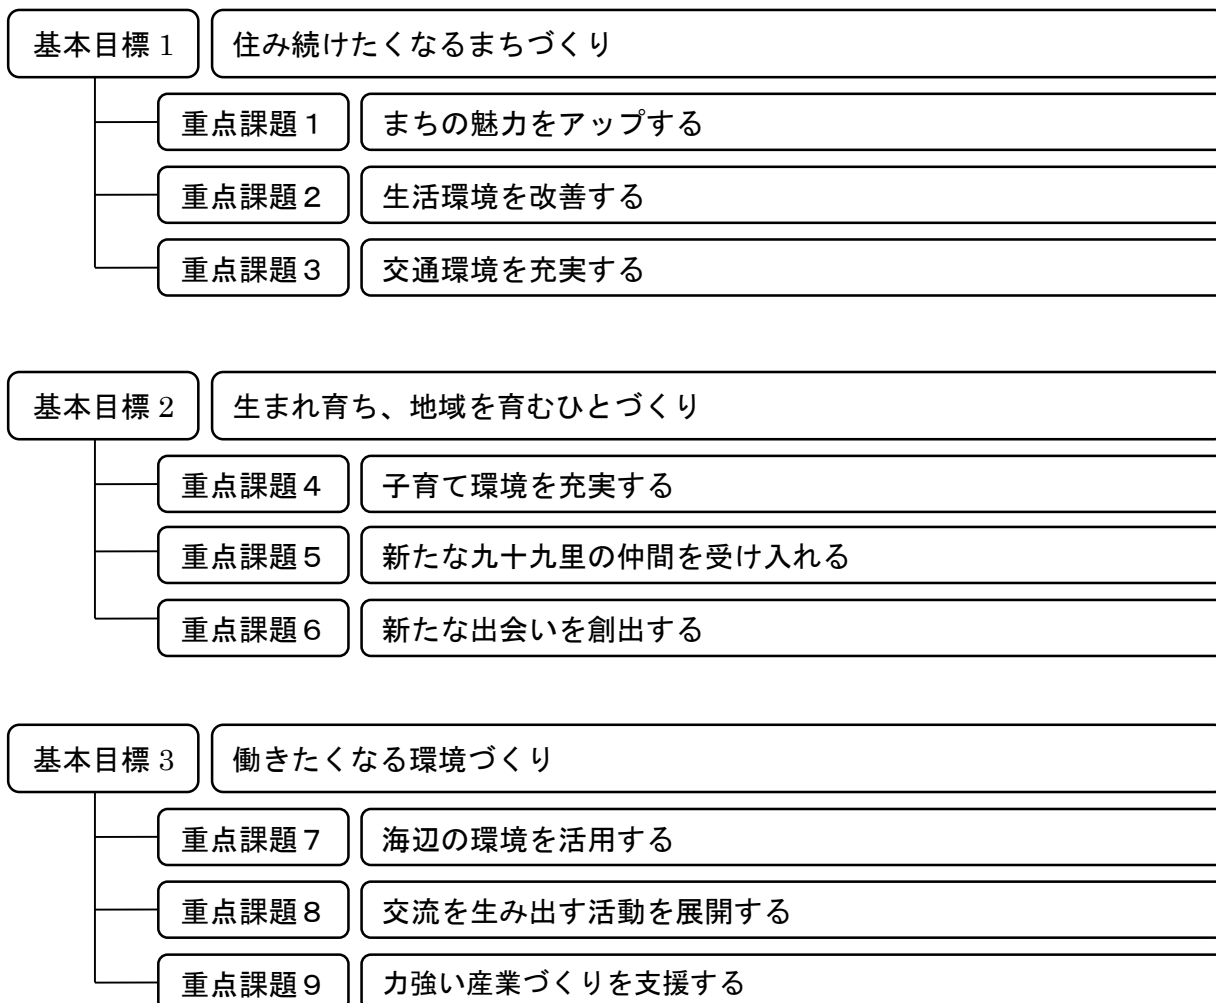 基本目標 1 住み続けたくなるまちづくり
重点課題１ まちの魅力をアップする
重点課題２ 生活環境を改善する
重点課題３ 交通環境を充実する
基本目標 2 生まれ育ち、地域を育むひとづくり
重点課題４ 子育て環境を充実する
重点課題５ 新たな九十九里の仲間を受け入れる
重点課題６ 新たな出会いを創出する
基本目標 3 働きたくなる環境づくり
重点課題７ 海辺の環境を活用する
重点課題８ 交流を生み出す活動を展開する
重点課題９ 力強い産業づくりを支援する